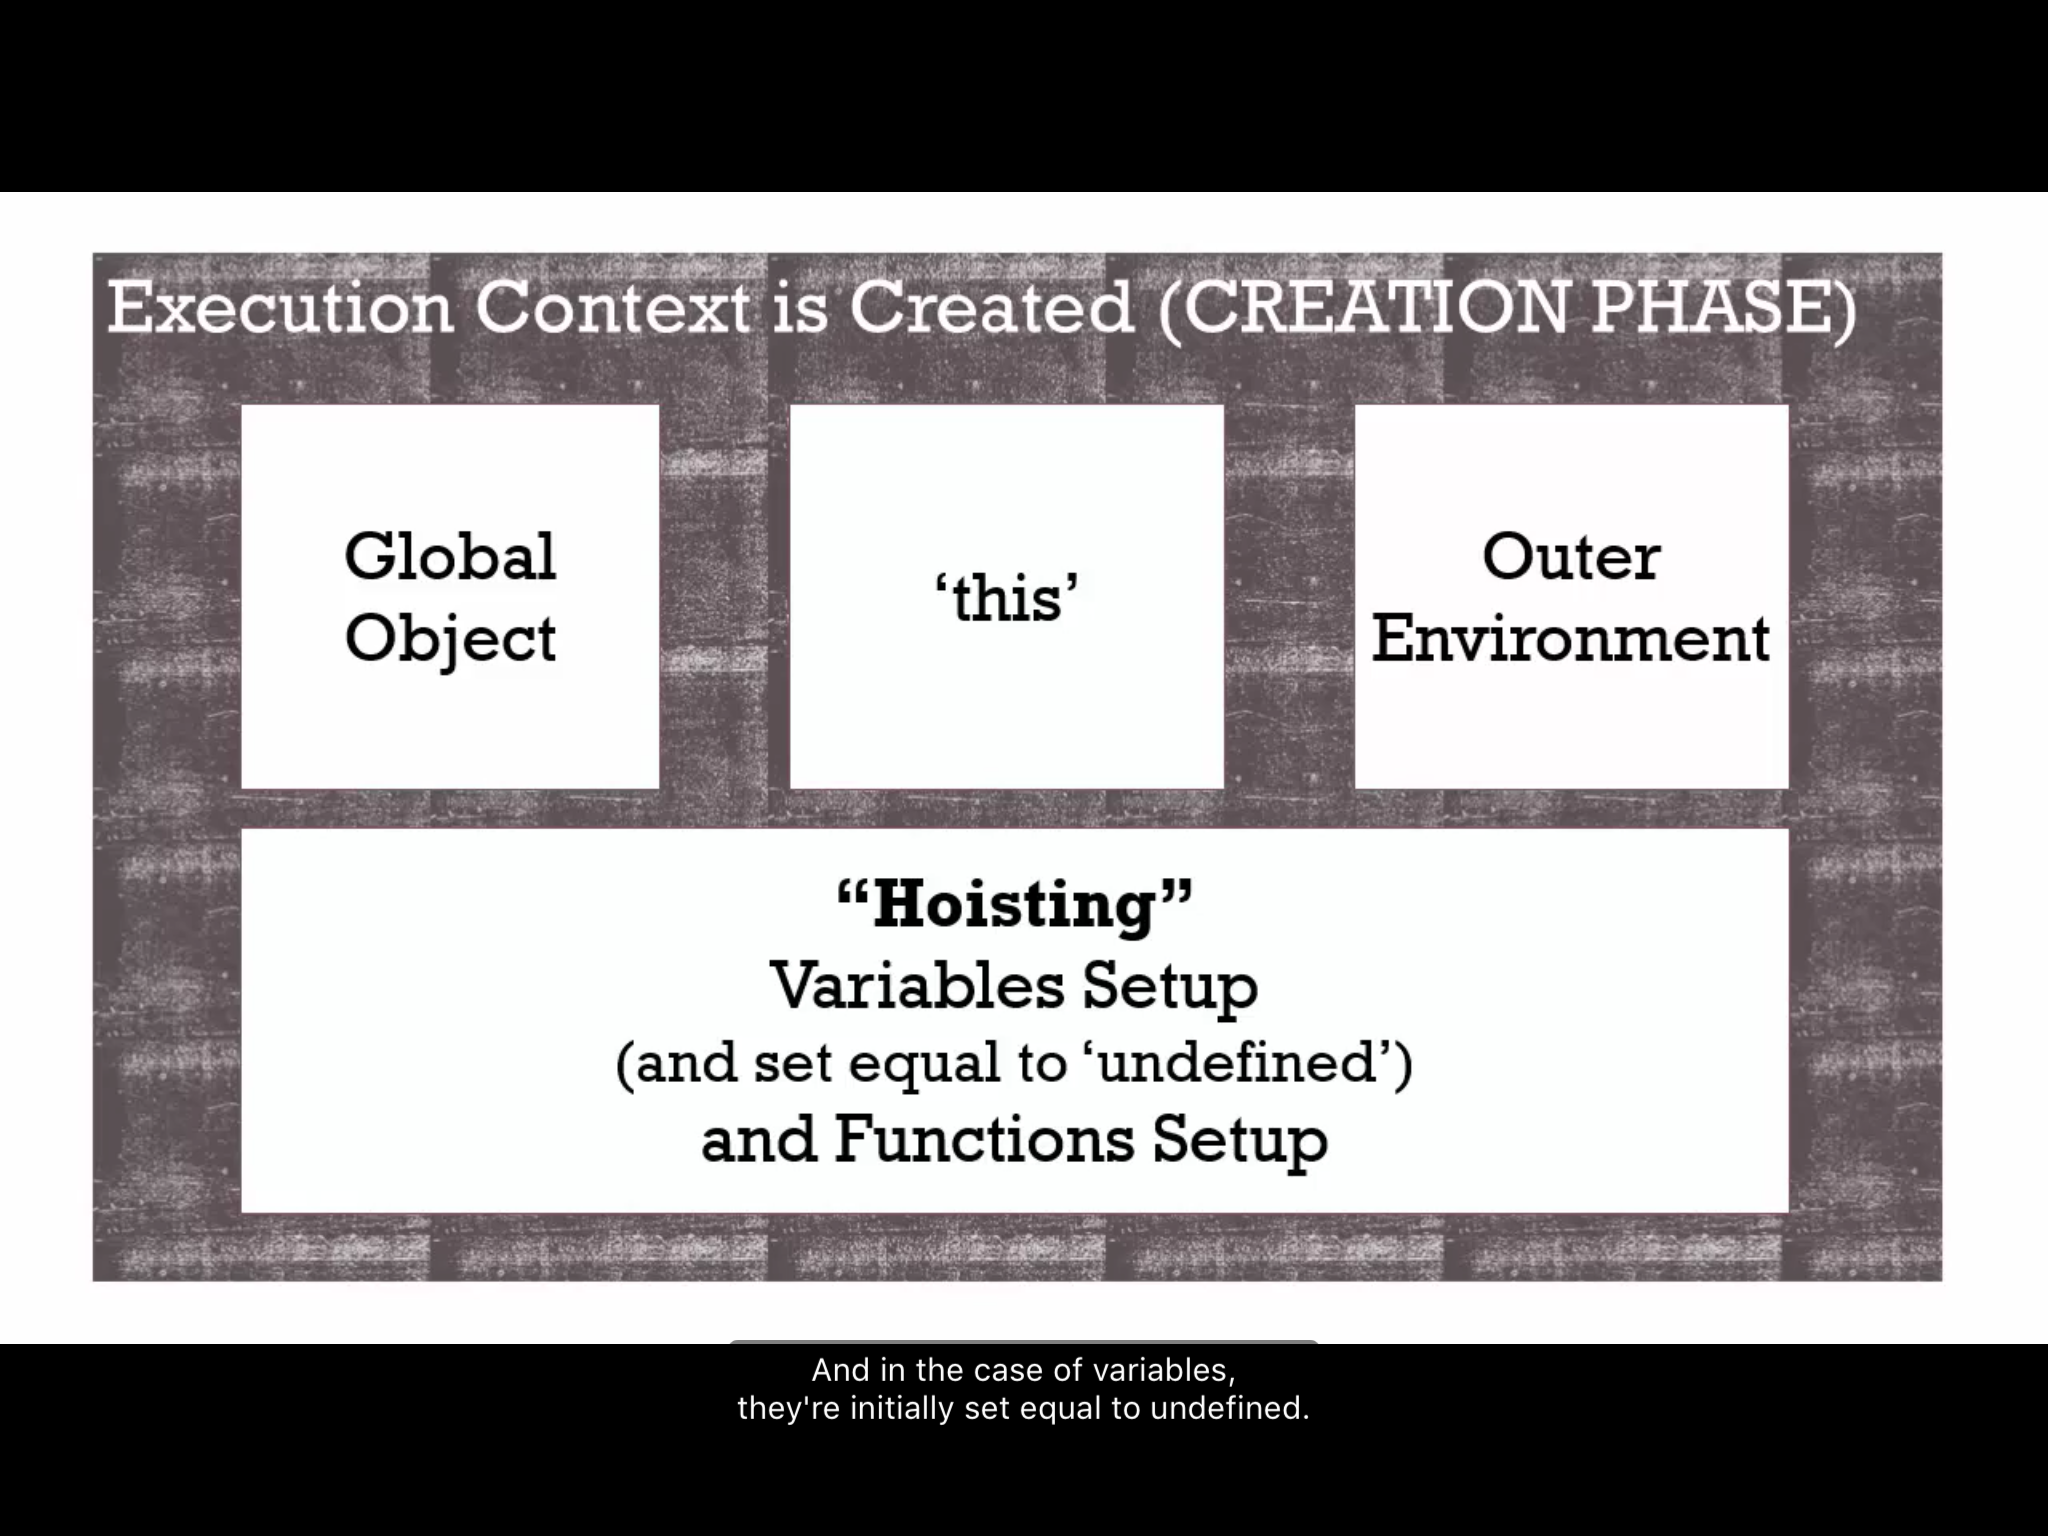 Execution Context is Created (CREATION PHASE)
Global
Object
‘this’
Outer
Environment
“Hoisting”
Variables Setup
(and set equal to ‘undefined’)
and Functions Setup
And in the case of variables,
they're initially set equal to undefined.